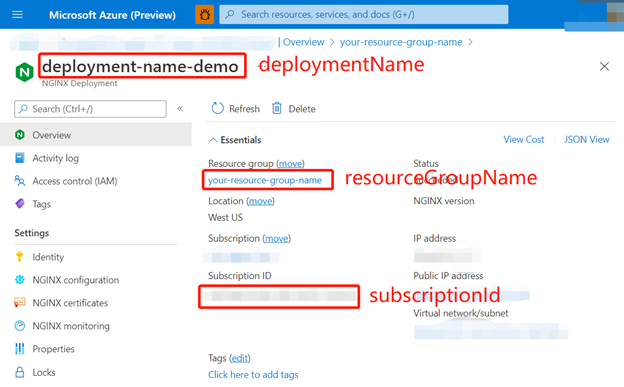 Microsoft Azure (Preview)
Search resources, services, and docs (G+/)
| Overview > your-resource-group-name >
deployment-name-demo
deploymentName
NGINX Deployment
Search (Ctrl+/)
Overview
Activity log
Access control (IAM)
Tags
Settings
Identity
NGINX configuration
NGINX certificates
NGINX monitoring
Properties
Locks
Refresh
Delete
Essentials
View Cost
JSON View
Resource group (move)
your-resource-group-name
resourceGroupName
Location (move)
West US
Subscription (move)
Subscription ID
subscriptionId
Tags (edit)
Click here to add tags
Status
NGINX version
IP address
Public IP address
Virtual network/subnet